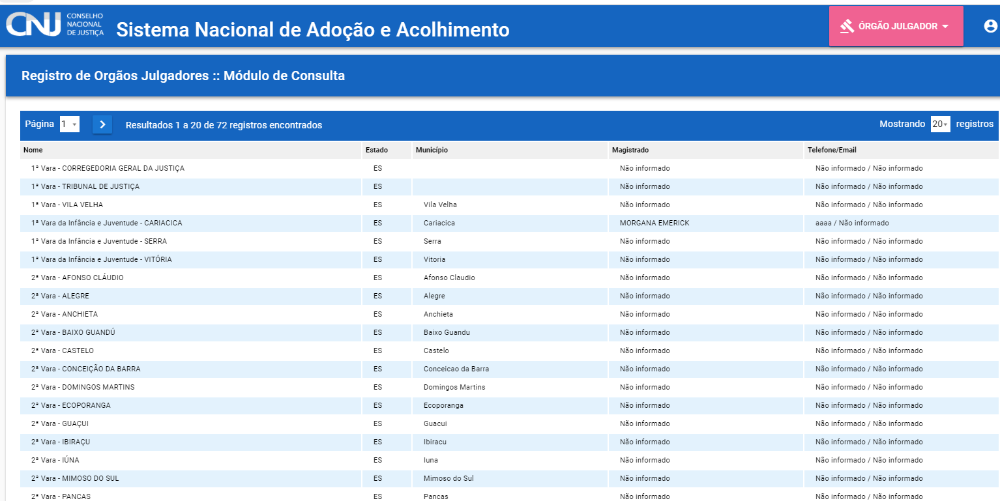 CNJ CONSELHO NACIONAL DE JUSTIÇA
Sistema Nacional de Adoção e Acolhimento
ÓRGÃO JULGADOR
Registro de Orgãos Julgadores :: Módulo de Consulta
Página 1 Resultados 1 a 20 de 72 registros encontrados Mostrando 20 registros
Nome Estado Município Magistrado Telefone/Email
1ª Vara - CORREGEDORIA GERAL DA JUSTIÇA ES Não informado Não informado / Não informado
1ª Vara - TRIBUNAL DE JUSTIÇA ES Não informado Não informado / Não informado
1ª Vara - VILA VELHA ES Vila Velha Não informado Não informado / Não informado
1ª Vara da Infância e Juventude - CARIACICA ES Cariacica MORGANA EMERICK aaaa / Não informado
1ª Vara da Infância e Juventude - SERRA ES Serra Não informado Não informado / Não informado
1ª Vara da Infância e Juventude - VITÓRIA ES Vitoria Não informado Não informado / Não informado
2ª Vara - AFONSO CLÁUDIO ES Afonso Claudio Não informado Não informado / Não informado
2ª Vara - ALEGRE ES Alegre Não informado Não informado / Não informado
2ª Vara - ANCHIETA ES Anchieta Não informado Não informado / Não informado
2ª Vara - BAIXO GUANDÚ ES Baixo Guandu Não informado Não informado / Não informado
2ª Vara - CASTELO ES Castelo Não informado Não informado / Não informado
2ª Vara - CONCEIÇÃO DA BARRA ES Conceicao da Barra Não informado Não informado / Não informado
2ª Vara - DOMINGOS MARTINS ES Domingos Martins Não informado Não informado / Não informado
2ª Vara - ECOPORANGA ES Ecoporanga Não informado Não informado / Não informado
2ª Vara - GUAÇUI ES Guacui Não informado Não informado / Não informado
2ª Vara - IBIRAÇU ES Ibiracu Não informado Não informado / Não informado
2ª Vara - IÚNA ES Iuna Não informado Não informado / Não informado
2ª Vara - MIMOSO DO SUL ES Mimoso do Sul Não informado Não informado / Não informado
2ª Vara - PANCAS ES Pancas Não informado Não informado / Não informado